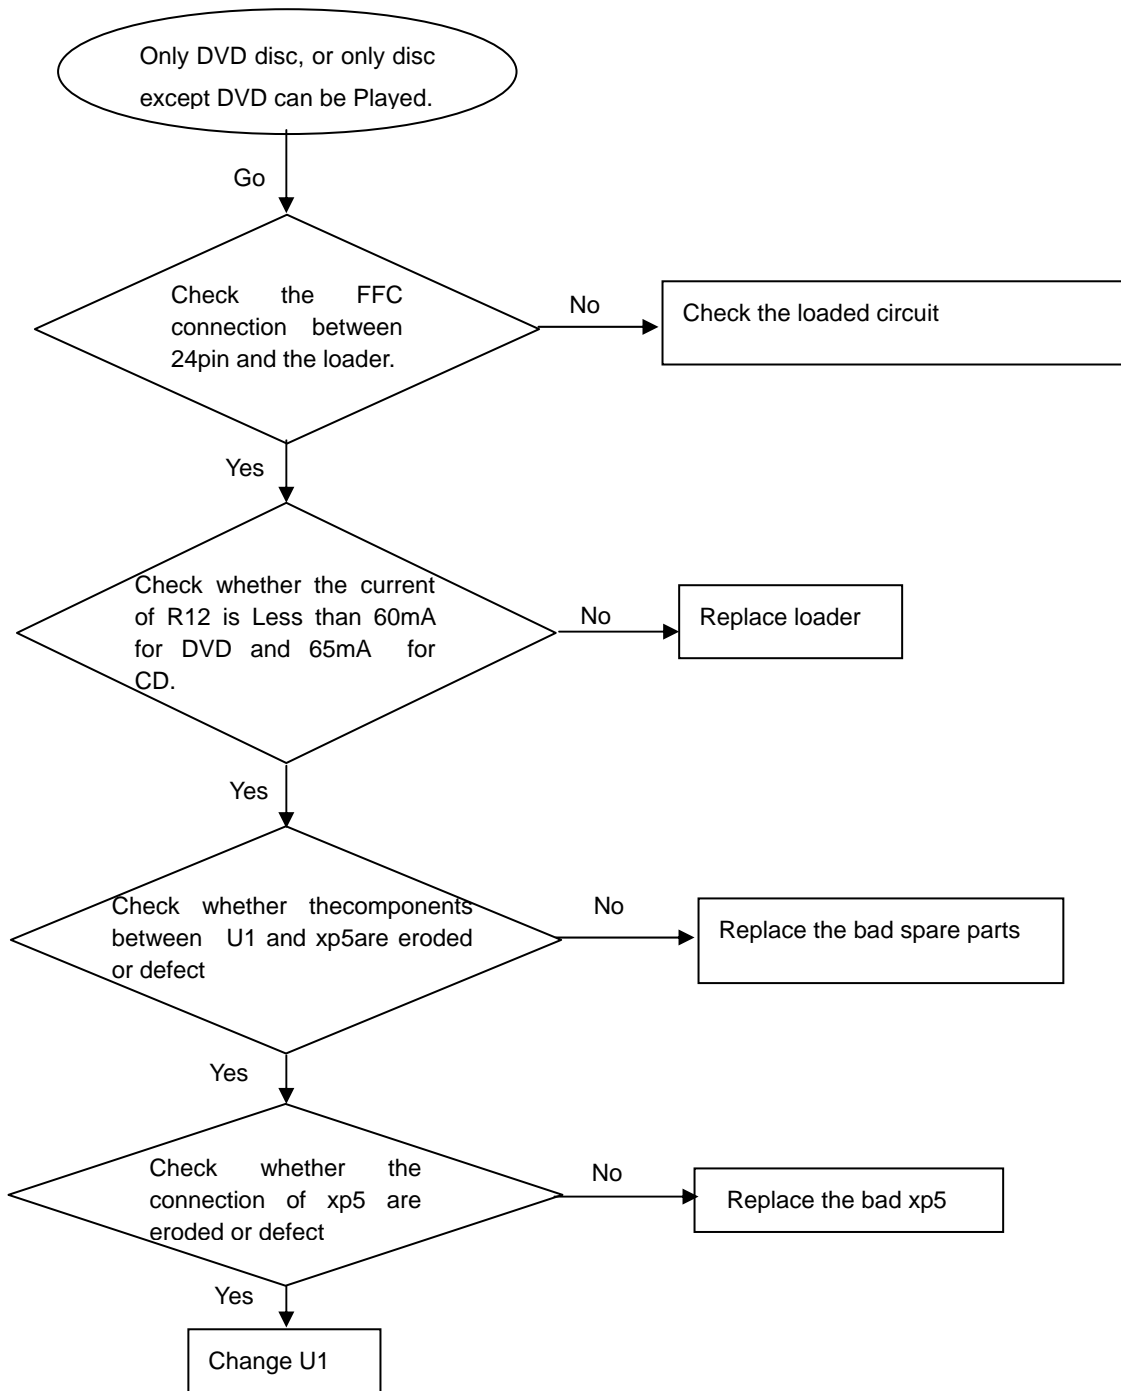 Only DVD disc, or only disc
except DVD can be Played.
Go
Check the FFC
connection between
24pin and the loader.
No
Check the loaded circuit
Yes
Check whether the current
of R12 is Less than 60mA
for DVD and 65mA for
CD.
No
Replace loader
Yes
Check whether thecomponents
between U1 and xp5are eroded
or defect
No
Replace the bad spare parts
Yes
Check whether the
connection of xp5 are
eroded or defect
No
Replace the bad xp5
Yes
Change U1